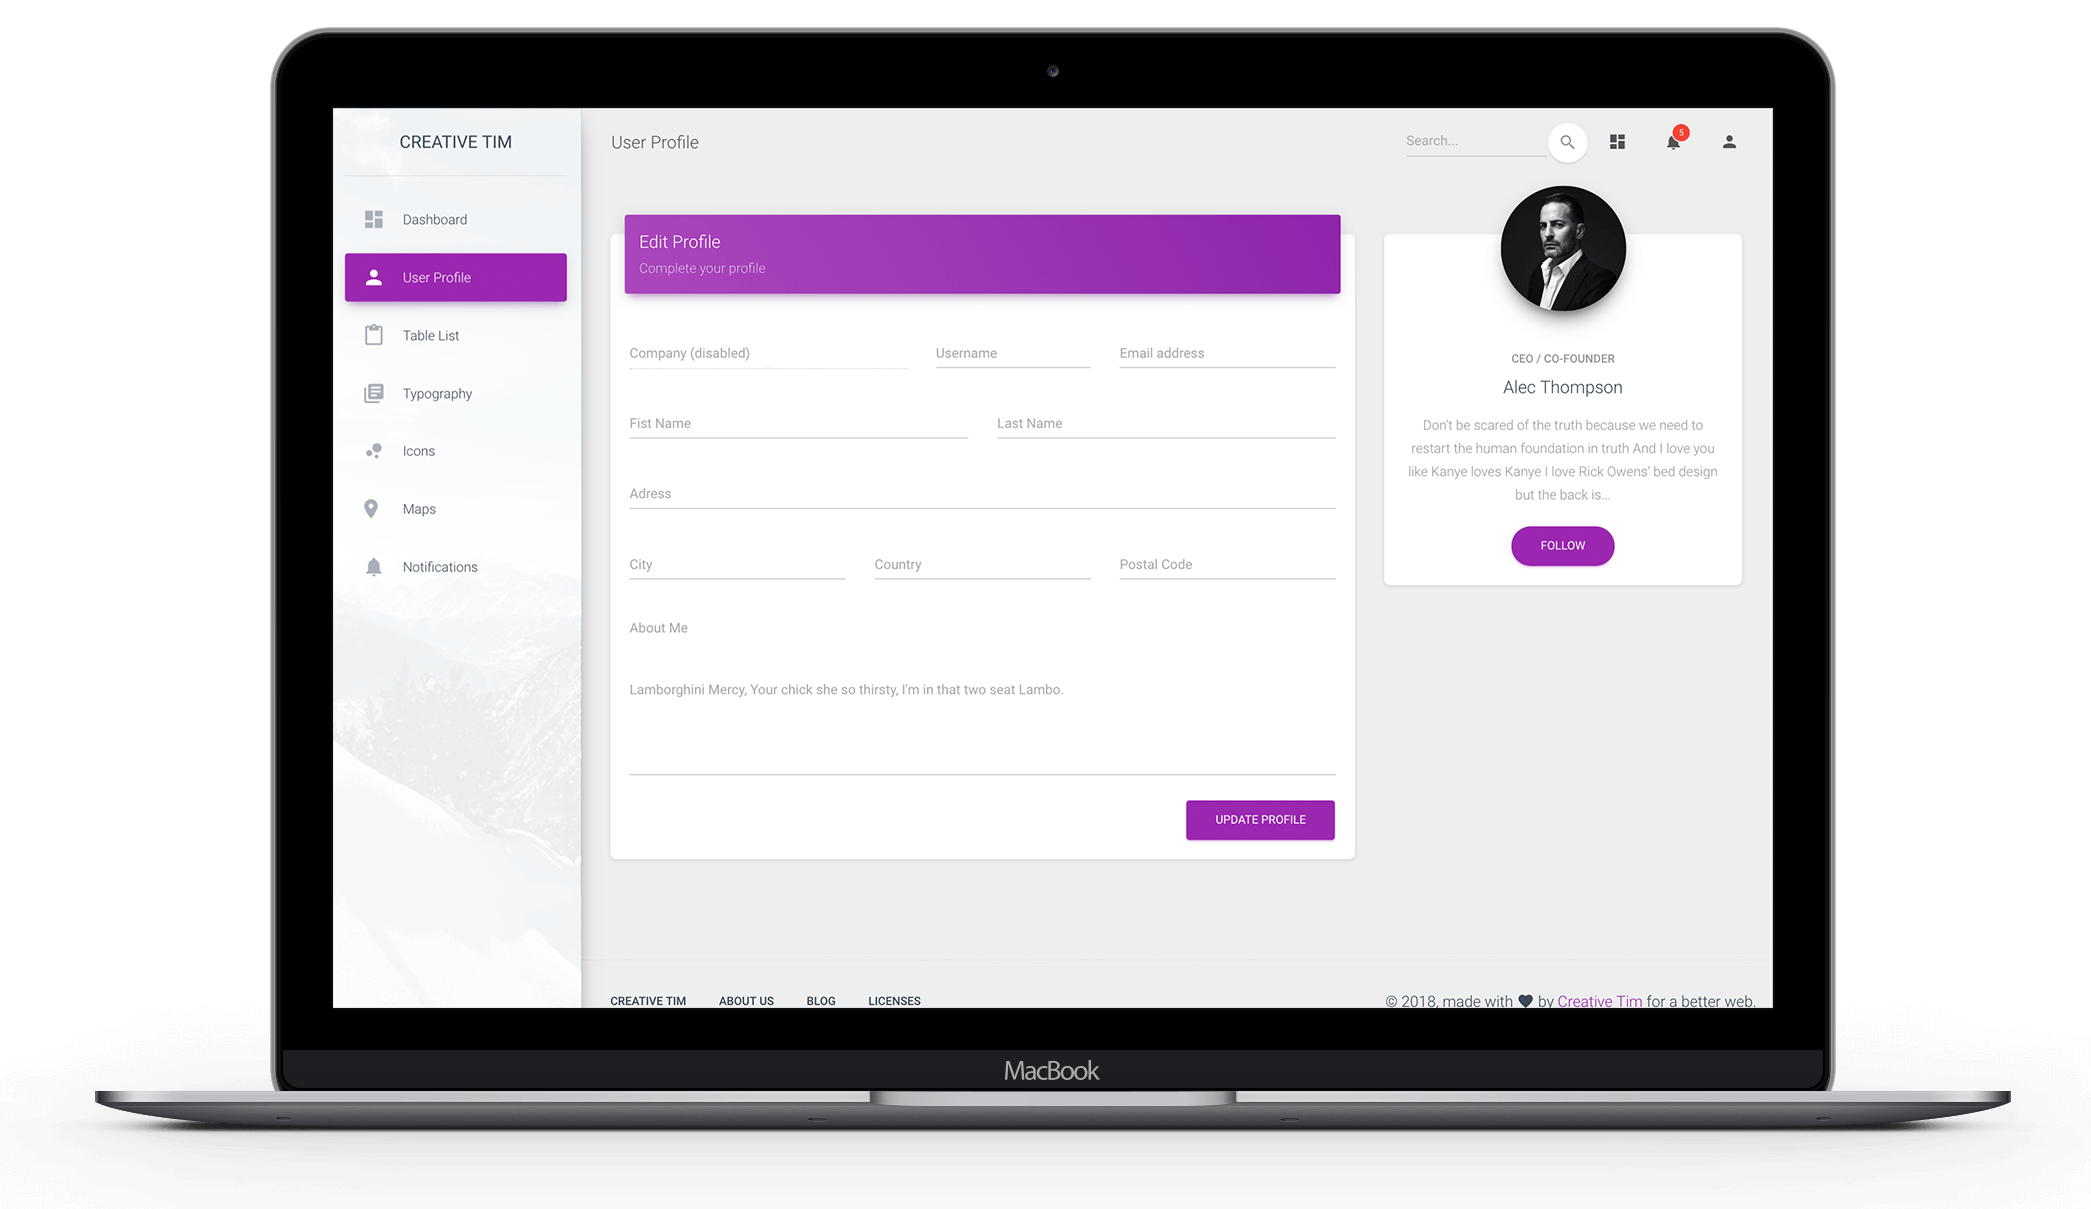 CREATIVE TIM
User Profile
Search...
5
Dashboard
User Profile
Table List
Typography
Icons
Maps
Notifications
Edit Profile
Complete your profile
Company (disabled)
Username
Email address
Fist Name
Last Name
Adress
City
Country
Postal Code
About Me
Lamborghini Mercy, Your chick she so thirsty, I'm in that two seat Lambo.
UPDATE PROFILE
CEO / CO-FOUNDER
Alec Thompson
Don't be scared of the truth because we need to
restart the human foundation in truth And I love you
like Kanye loves Kanye I love Rick Owens' bed design
but the back is...
FOLLOW
CREATIVE TIM
ABOUT US
BLOG
LICENSES
© 2018, made with ♥ by Creative Tim for a better web.
MacBook